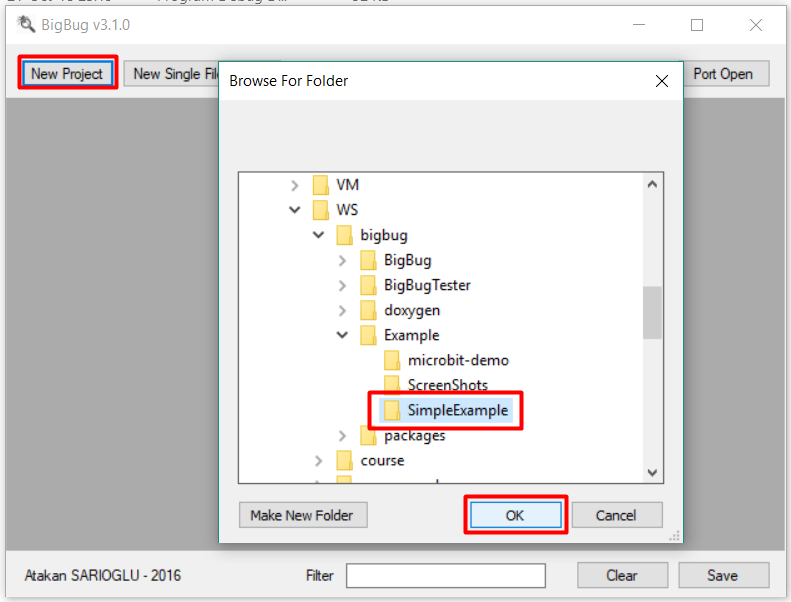 BigBug v3.1.0
New Project
New Single Fil
Port Open
Browse For Folder
VM
WS
bigbug
BigBug
BigBugTester
doxygen
Example
microbit-demo
ScreenShots
SimpleExample
packages
course
Make New Folder
OK
Cancel
Atakan SARIOGLU - 2016
Filter
Clear
Save